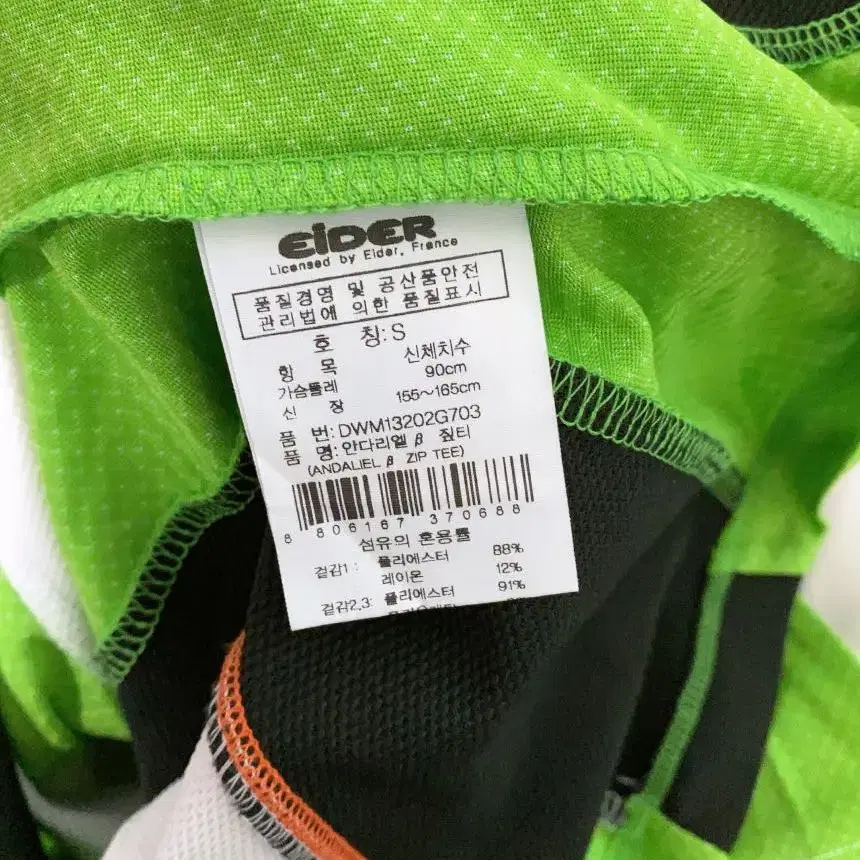 EiDER
Licensed by Eider, France
품질경영 및 공산품안전
관리법에 의한 품질표시
호 칭: S
항 목 신체치수
가슴둘레 90cm
신 장 155~165cm
품 번: DWM13202G703
품 명: 안다리엘 β 짚티
(ANDALIEL β ZIP TEE)
8 806167 370688
섬유의 혼용률
겉감1 : 폴리에스터 88%
레이온 12%
겉감2,3: 폴리에스터 91%